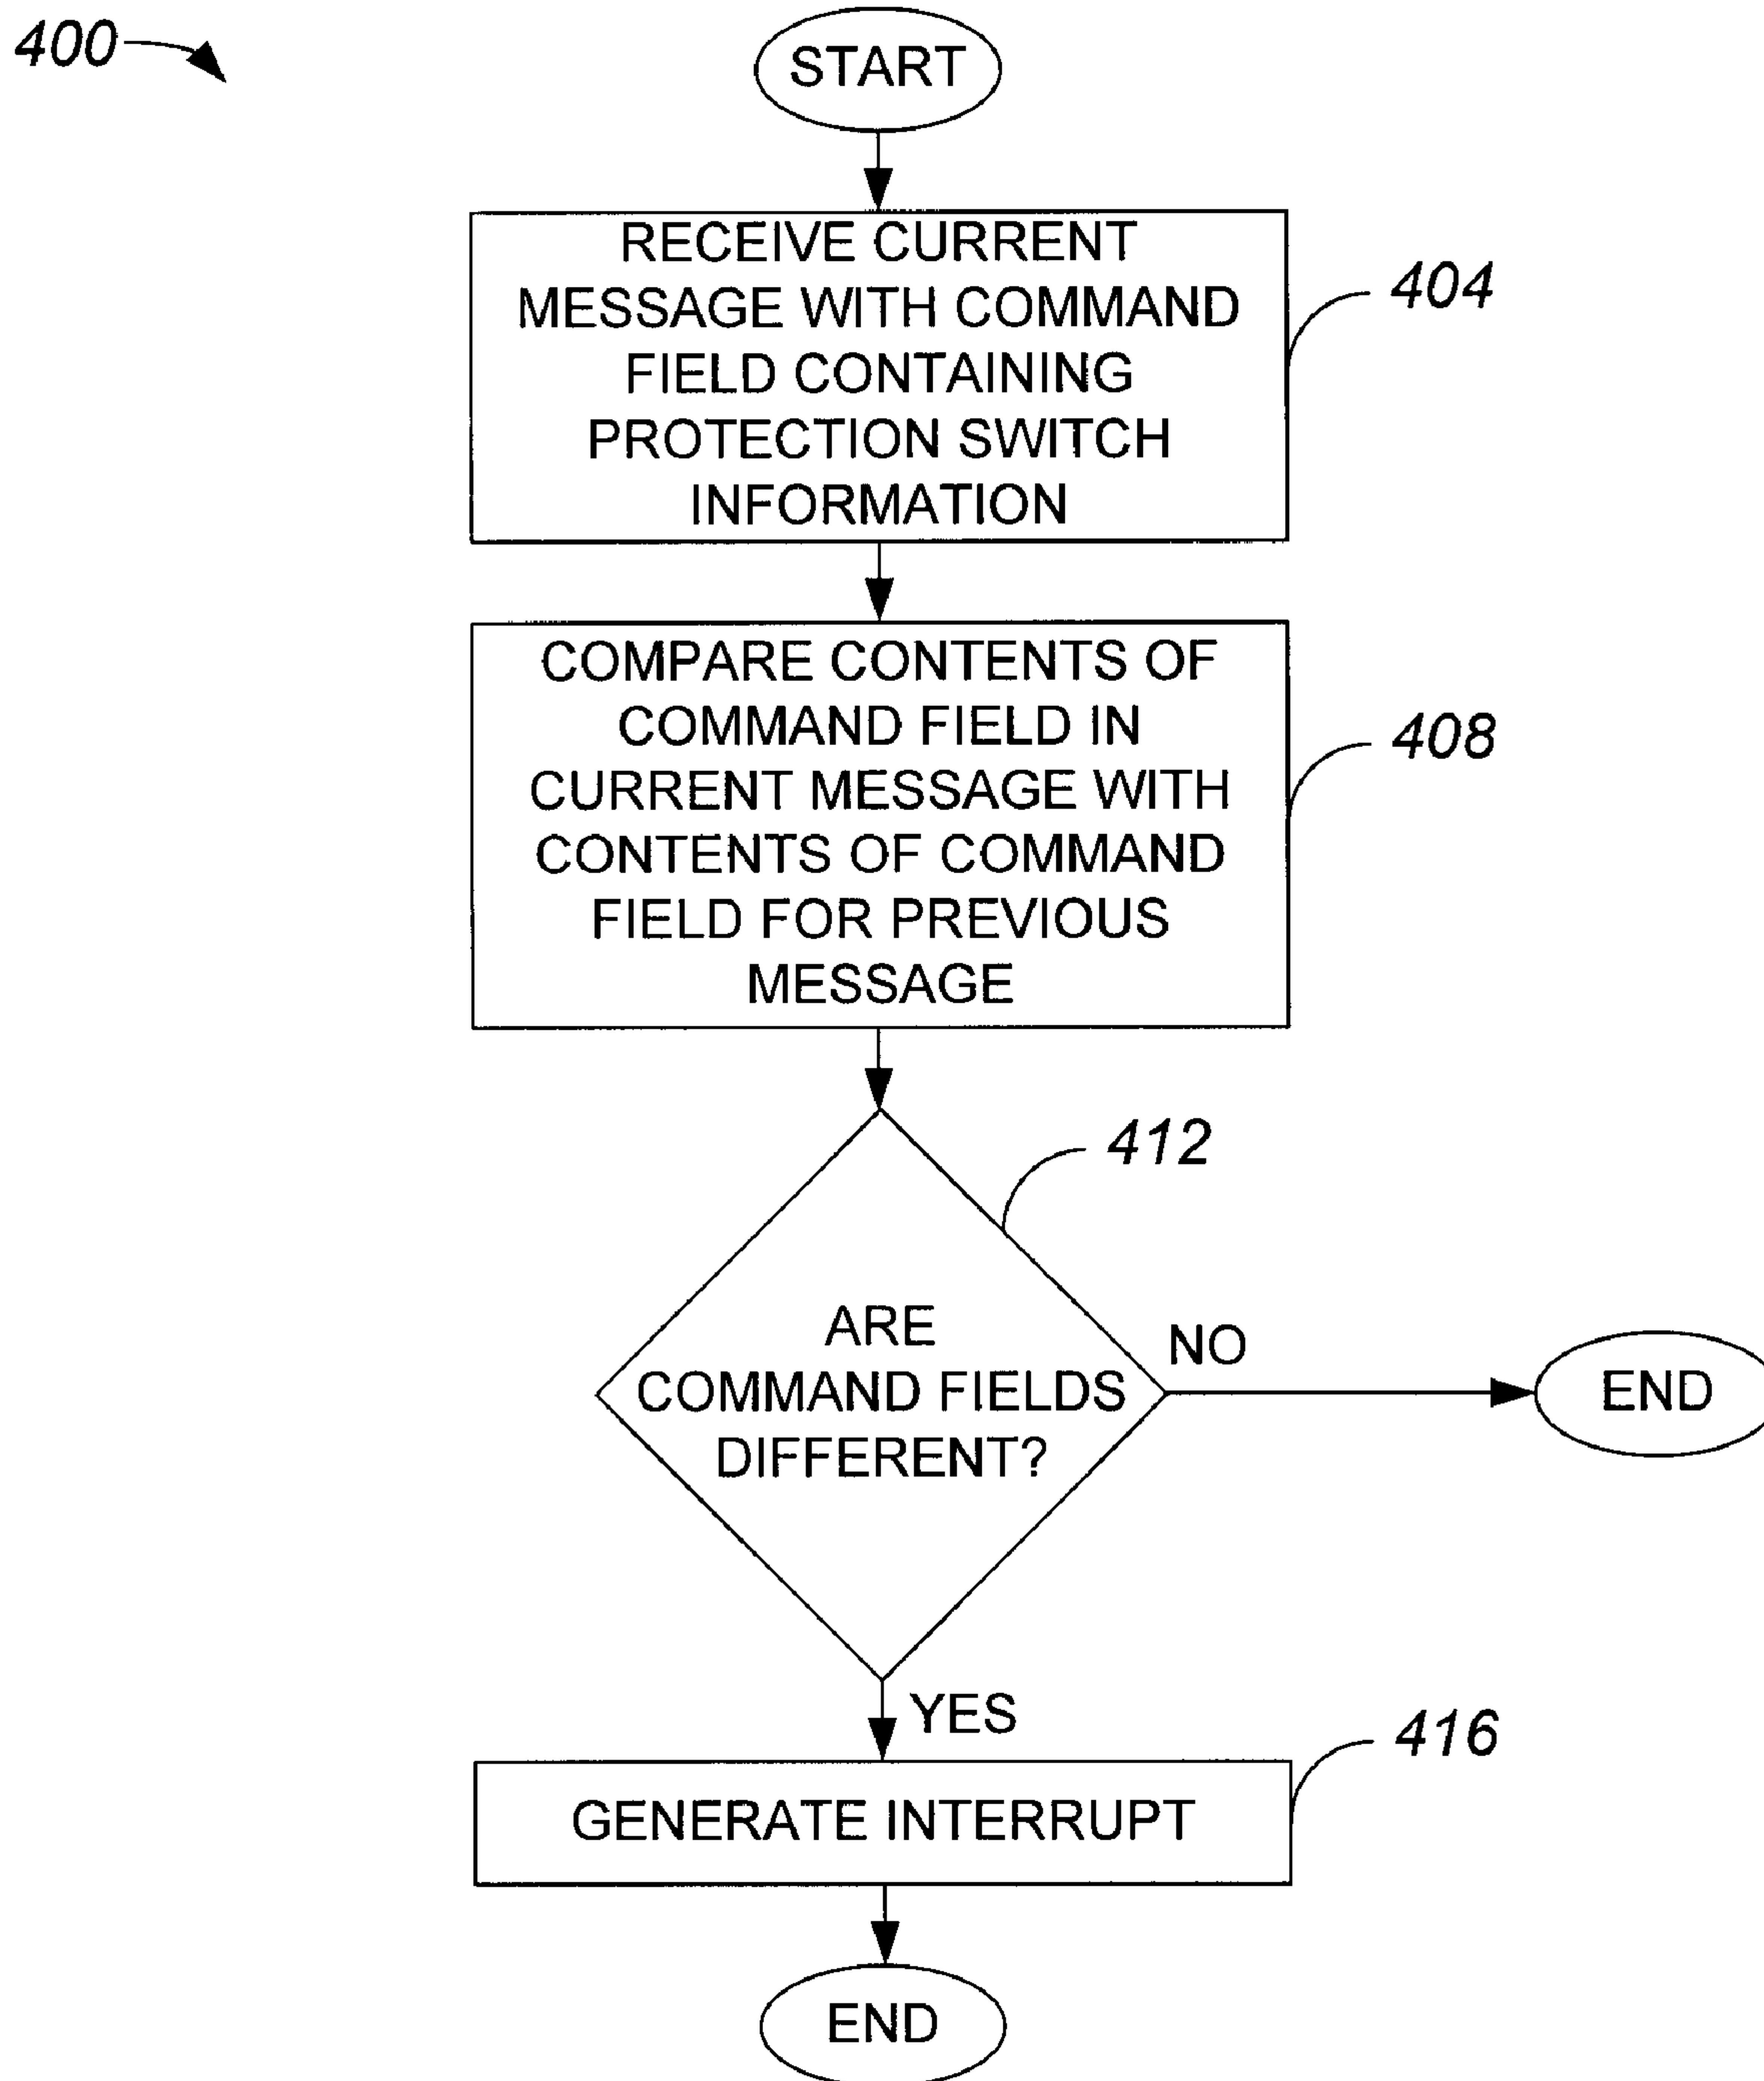 400
START
RECEIVE CURRENT
MESSAGE WITH COMMAND
FIELD CONTAINING
PROTECTION SWITCH
INFORMATION
404
COMPARE CONTENTS OF
COMMAND FIELD IN
CURRENT MESSAGE WITH
CONTENTS OF COMMAND
FIELD FOR PREVIOUS
MESSAGE
408
412
ARE
COMMAND FIELDS
DIFFERENT?
NO
END
YES
GENERATE INTERRUPT
416
END